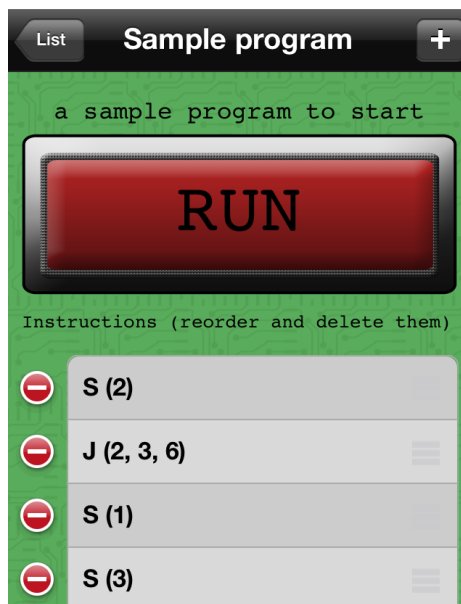 List
Sample program
+
a sample program to start
RUN
Instructions (reorder and delete them)
S (2)
J (2, 3, 6)
S (1)
S (3)